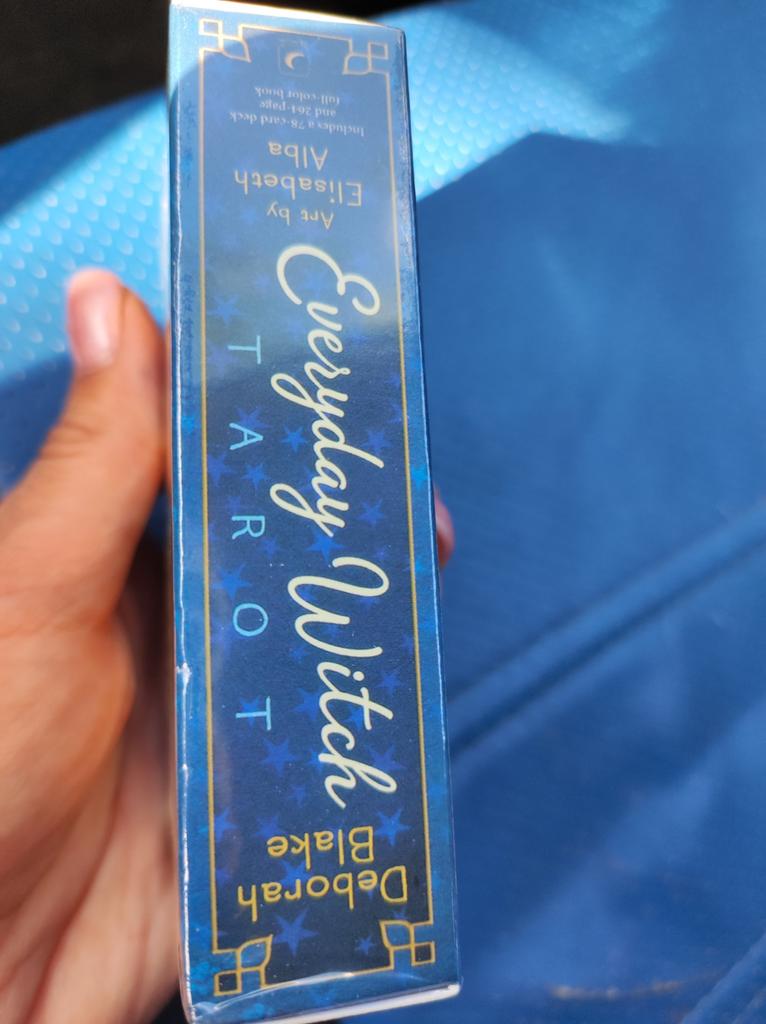 Deborah
Blake
Everyday Witch
TAROT
Art by
Elisabeth
Alba
Includes a 78-card deck
and 264-page
full-color book